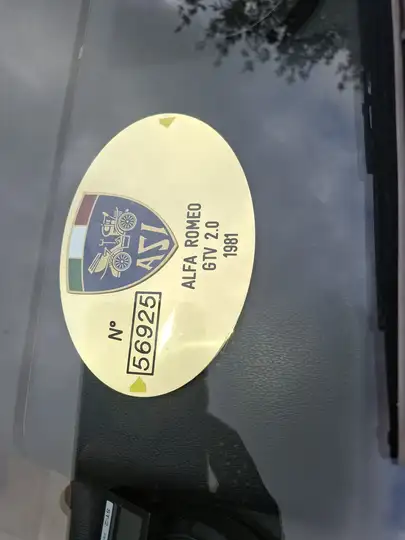 ASI
N°
56925
ALFA ROMEO
GTV 2.0
1981